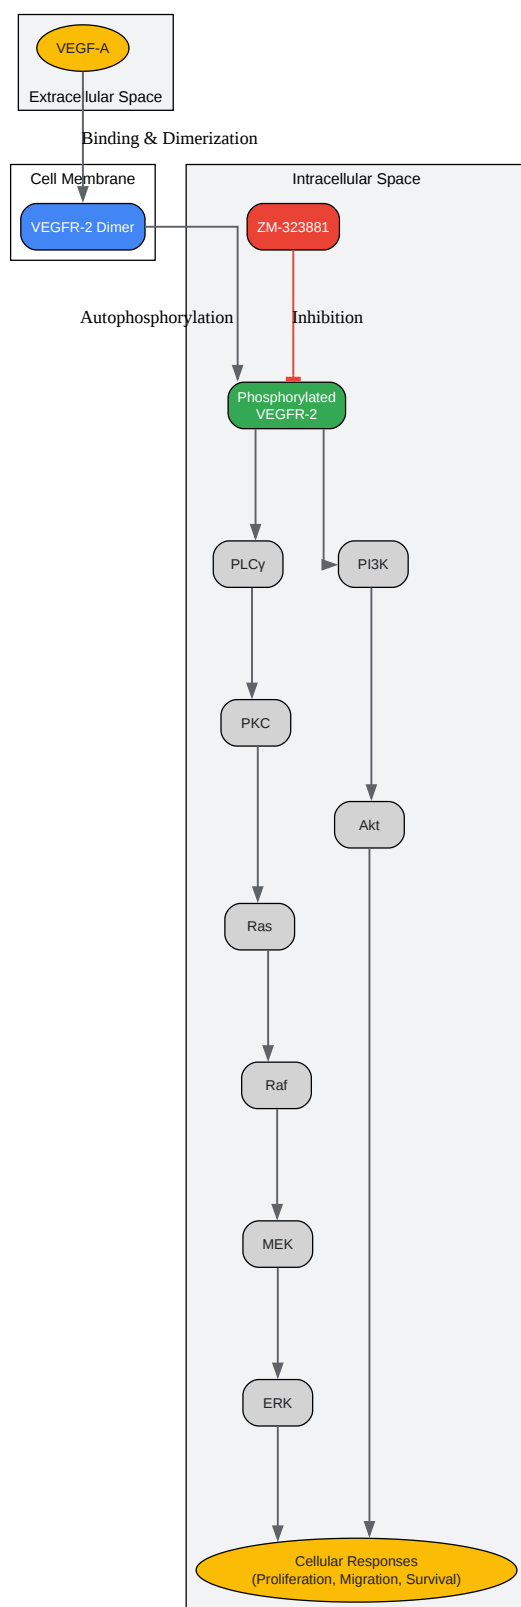 VEGF-A
Extracellular Space
Binding & Dimerization
Cell Membrane
Intracellular Space
VEGFR-2 Dimer
ZM-323881
Autophosphorylation
Inhibition
Phosphorylated
VEGFR-2
PLCγ
PI3K
PKC
Akt
Ras
Raf
MEK
ERK
Cellular Responses
(Proliferation, Migration, Survival)